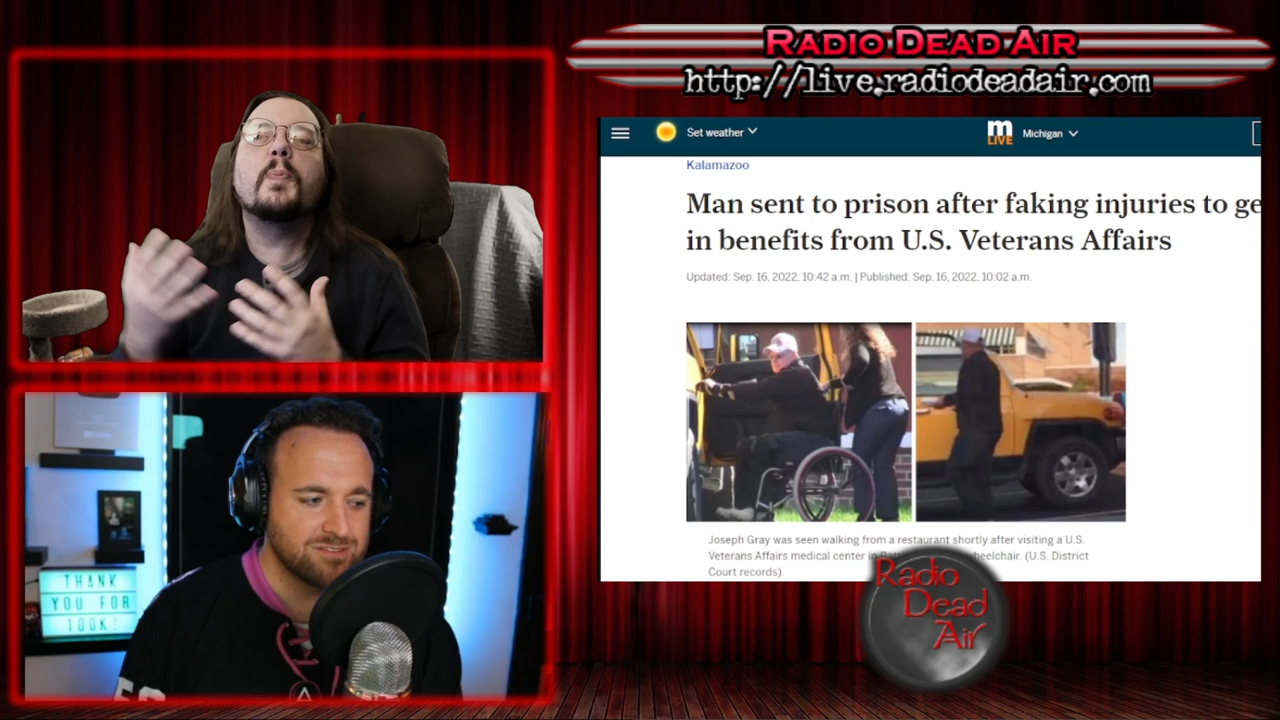 Radio Dead Air
http://live.radiodeadair.com
Set weather
m
LIVE
Michigan
Kalamazoo
Man sent to prison after faking injuries to ge
in benefits from U.S. Veterans Affairs
Updated: Sep. 16, 2022, 10:42 a.m. | Published: Sep. 16, 2022, 10:02 a.m.
Joseph Gray was seen walking from a restaurant shortly after visiting a U.S.
Veterans Affairs medical center in wheelchair. (U.S. District
Court records)
Radio
Dead
Air
THANK
YOU FOR
100K!